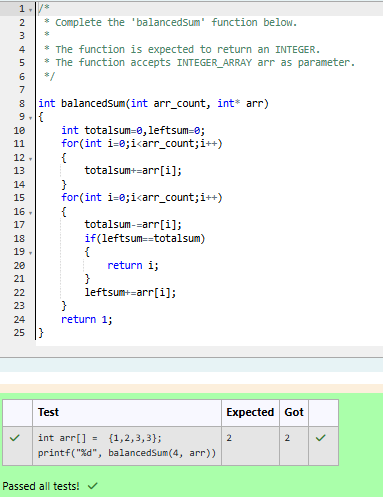 1 /*
2  * Complete the 'balancedSum' function below.
3  *
4  * The function is expected to return an INTEGER.
5  * The function accepts INTEGER_ARRAY arr as parameter.
6  */
7
8 int balancedSum(int arr_count, int* arr)
9 {
10     int totalsum=0,leftsum=0;
11     for(int i=0;i<arr_count;i++)
12     {
13         totalsum+=arr[i];
14     }
15     for(int i=0;i<arr_count;i++)
16     {
17         totalsum-=arr[i];
18         if(leftsum==totalsum)
19         {
20             return i;
21         }
22         leftsum+=arr[i];
23     }
24     return 1;
25 }
Test Expected Got
int arr[] =  {1,2,3,3}; 2 2
printf("%d", balancedSum(4, arr))
Passed all tests!